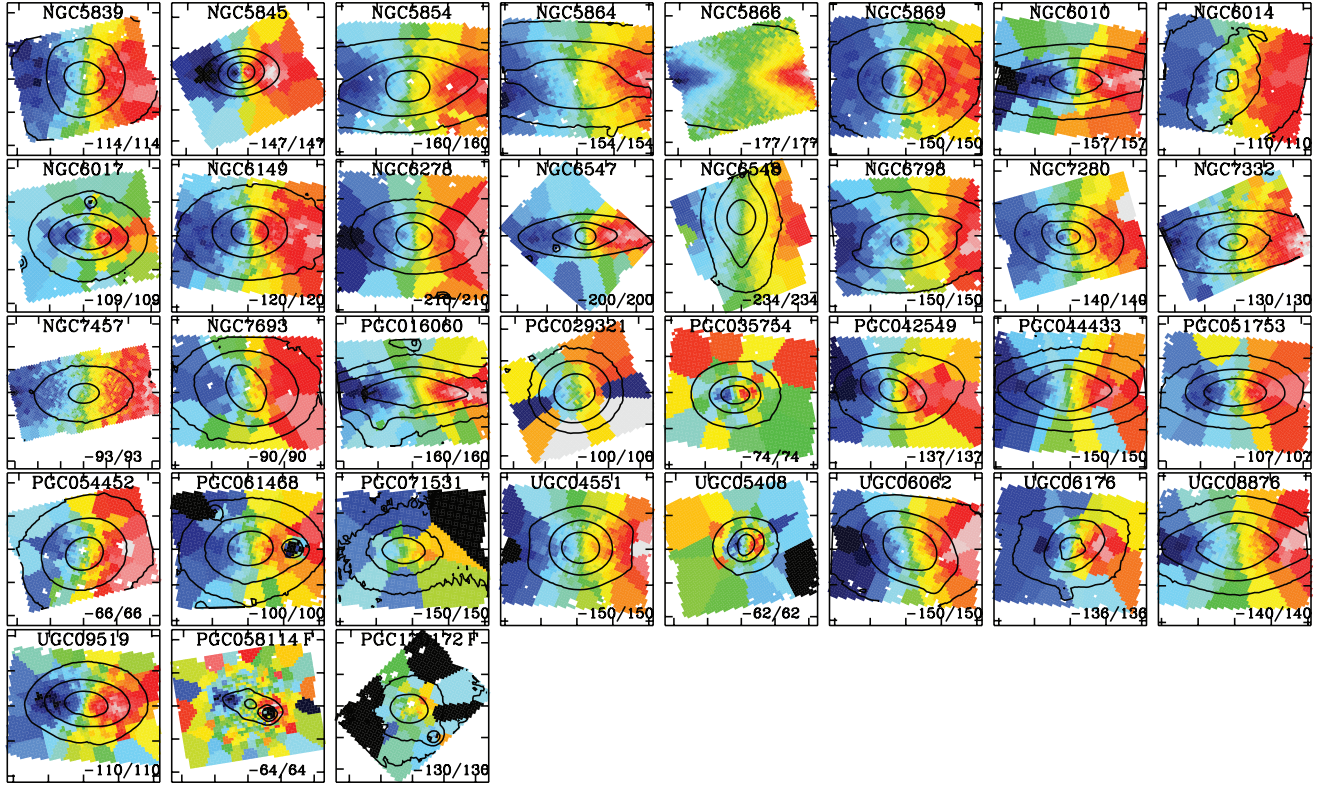 NGC5839
NGC5845
NGC5854
NGC5864
NGC5866
NGC5869
NGC6010
NGC6014
-114/114
-147/147
-160/160
-154/154
-177/177
-150/150
-157/157
-110/110
NGC6017
NGC6149
NGC6278
NGC6547
NGC6548
NGC6798
NGC7280
NGC7332
-109/109
-120/120
-210/210
-200/200
-234/234
-150/150
-140/140
-130/130
NGC7457
NGC7693
PGC016060
PGC029321
PGC035754
PGC042549
PGC044433
PGC051753
-93/93
-90/90
-160/160
-100/100
-74/74
-137/137
-150/150
-107/107
PGC054452
PGC061468
PGC071531
UGC04551
UGC05408
UGC06062
UGC06176
UGC08876
-66/66
-100/100
-150/150
-150/150
-62/62
-150/150
-136/136
-140/140
UGC09519
PGC058114 F
F
-110/110
-64/64
-130/130